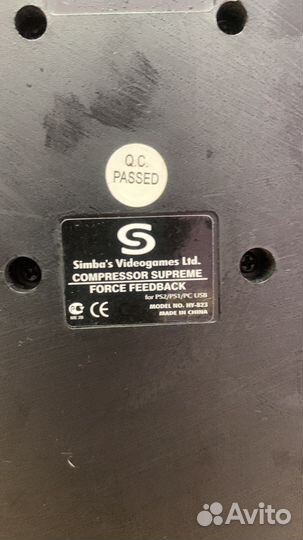 Q.C.
PASSED
S
Simba's Videogames Ltd.
COMPRESSOR SUPREME
FORCE FEEDBACK
for PS2/PS1/PC USB
MODEL NO. HY-823
MADE IN CHINA
CE
Avito